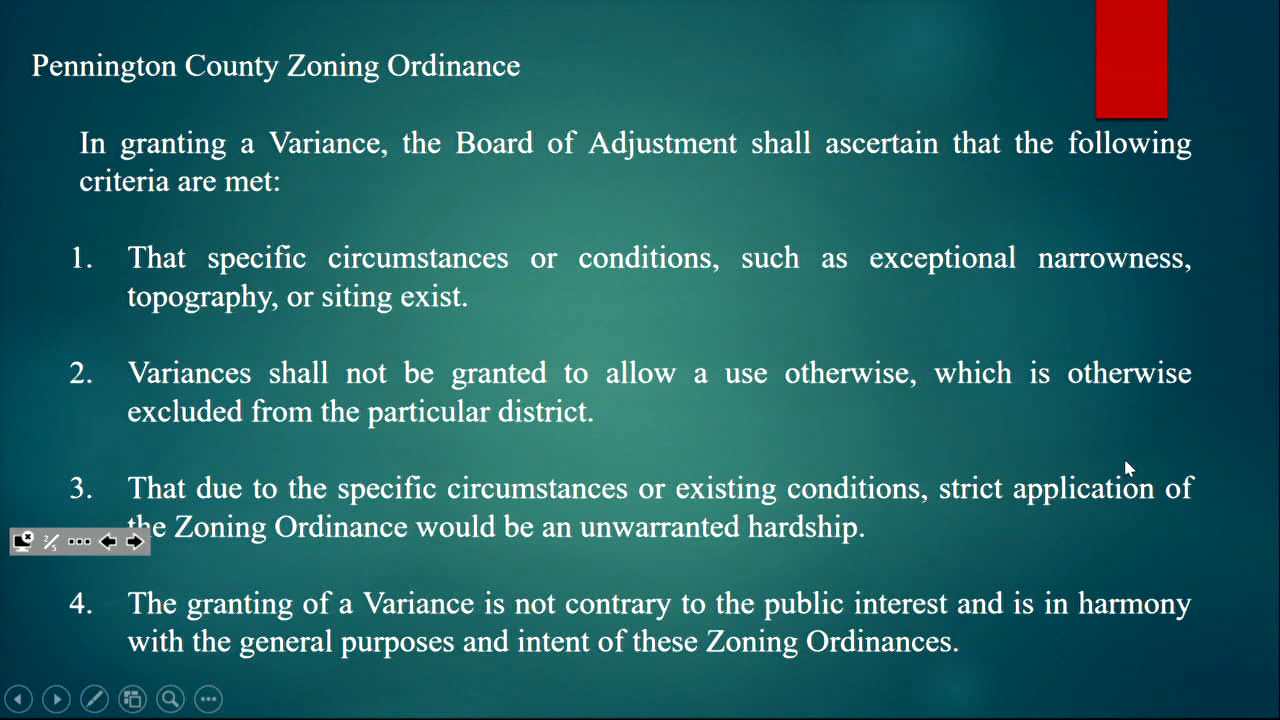 Pennington County Zoning Ordinance
In granting a Variance, the Board of Adjustment shall ascertain that the following
criteria are met:
1. That specific circumstances or conditions, such as exceptional narrowness,
topography, or siting exist.
2. Variances shall not be granted to allow a use otherwise, which is otherwise
excluded from the particular district.
3. That due to the specific circumstances or existing conditions, strict application of
the Zoning Ordinance would be an unwarranted hardship.
4. The granting of a Variance is not contrary to the public interest and is in harmony
with the general purposes and intent of these Zoning Ordinances.